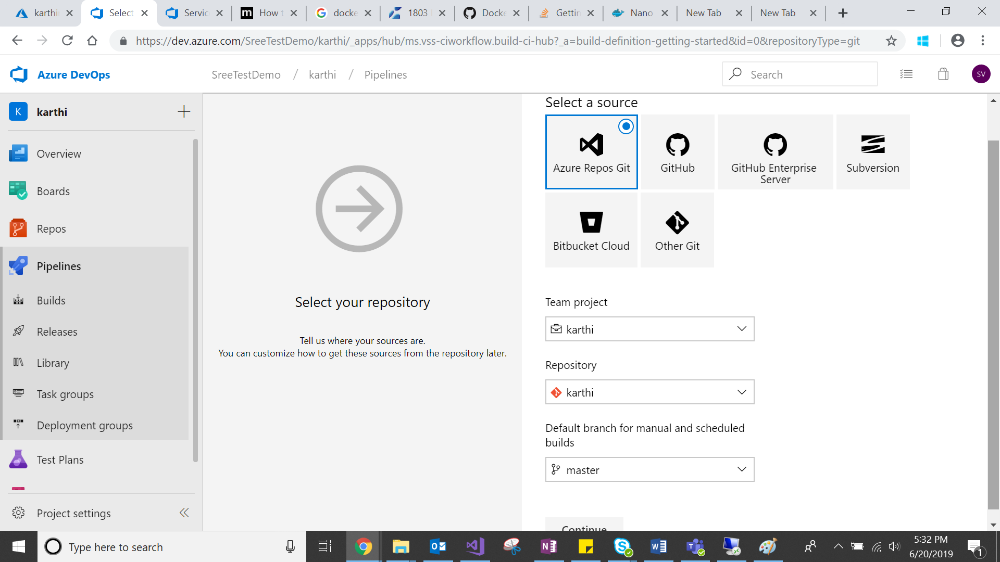 karthi
Select
Servic
How t
docke
1803
Docke
Gettin
Nano
New Tab
New Tab
https://dev.azure.com/SreeTestDemo/karthi/_apps/hub/ms.vss-ciworkflow.build-ci-hub?_a=build-definition-getting-started&id=0&repositoryType=git
Azure DevOps
SreeTestDemo / karthi / Pipelines
Search
SV
K karthi
Overview
Boards
Repos
Pipelines
Builds
Releases
Library
Task groups
Deployment groups
Test Plans
Project settings
Select your repository
Tell us where your sources are.
You can customize how to get these sources from the repository later.
Select a source
Azure Repos Git
GitHub
GitHub Enterprise
Server
Subversion
Bitbucket Cloud
Other Git
Team project
karthi
Repository
karthi
Default branch for manual and scheduled
builds
master
Continue
Type here to search
5:32 PM
6/20/2019
1